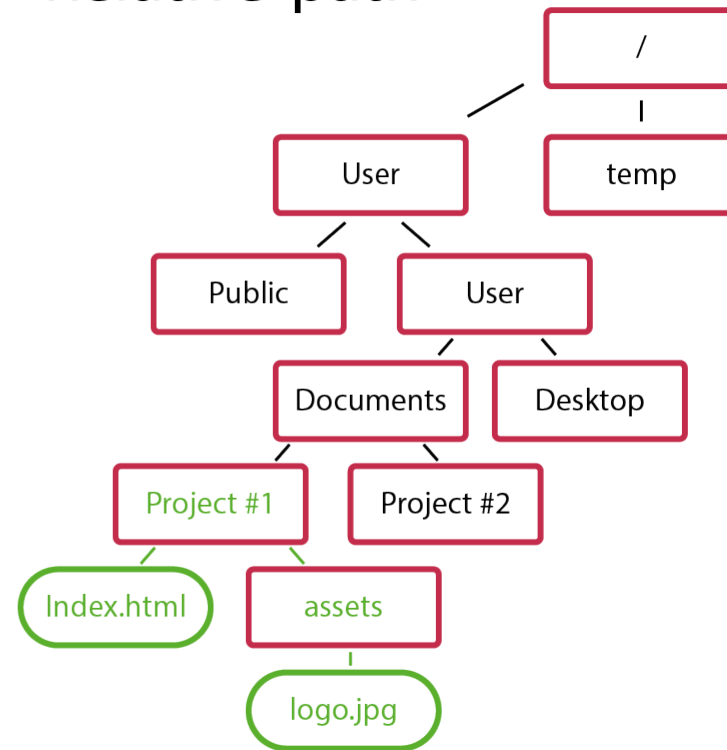 /
User
temp
Public
User
Documents
Desktop
Project #1
Project #2
Index.html
assets
logo.jpg